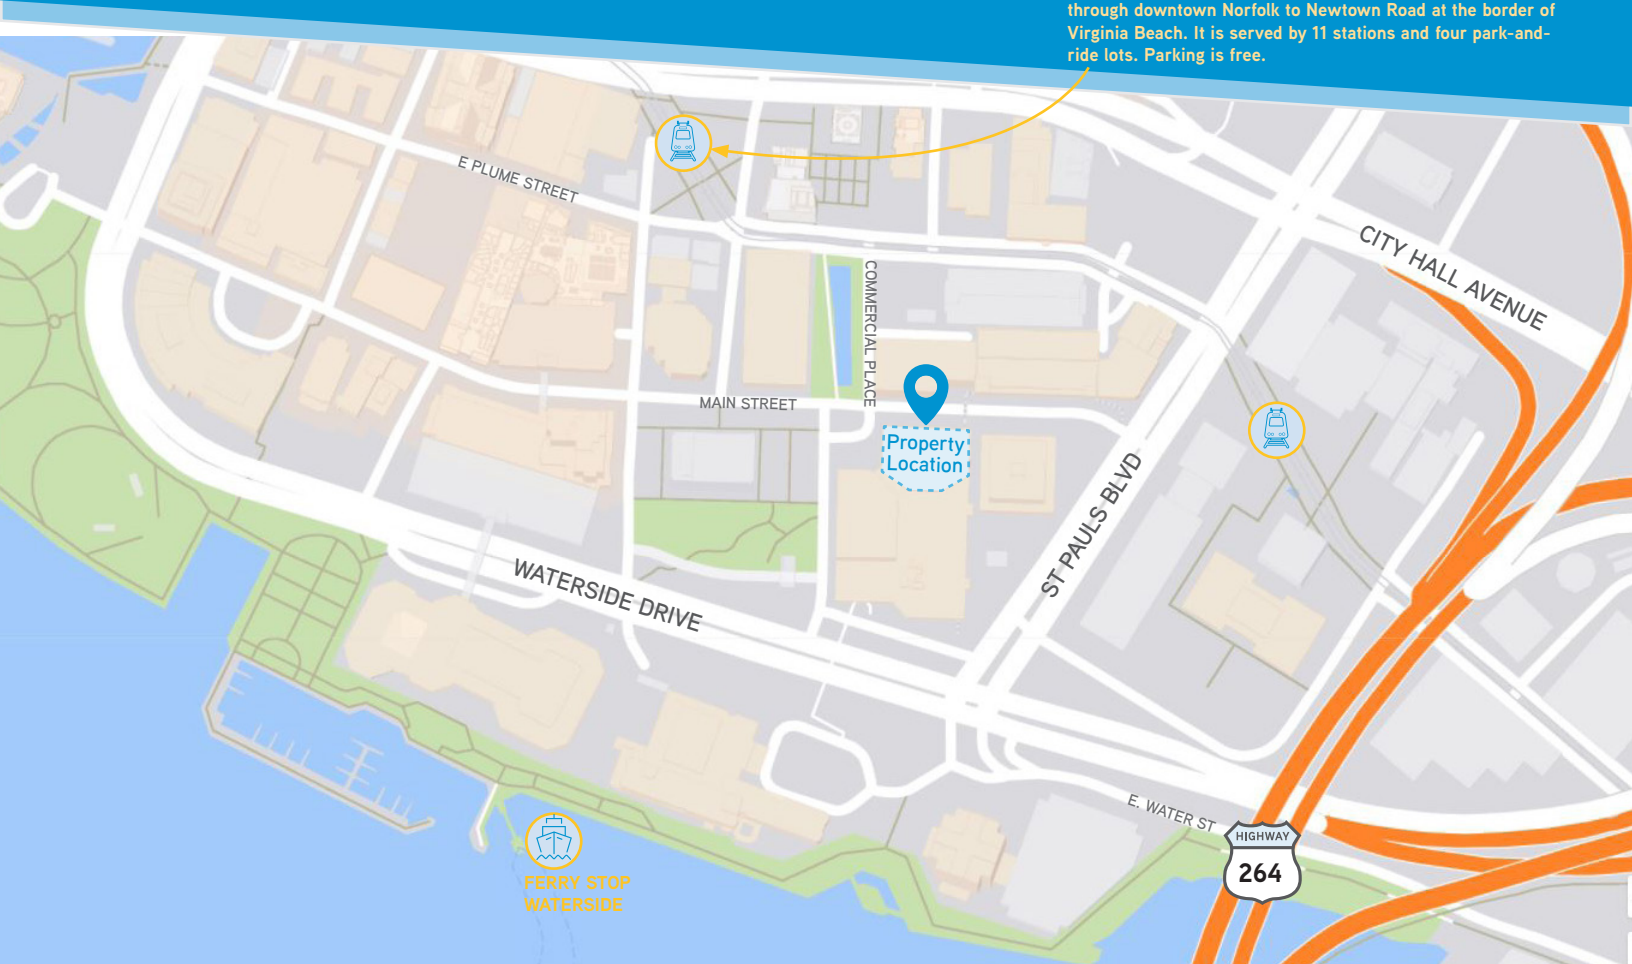 through downtown Norfolk to Newtown Road at the border of
Virginia Beach. It is served by 11 stations and four park-and-
ride lots. Parking is free.
E PLUME STREET
CITY HALL AVENUE
COMMERCIAL PLACE
MAIN STREET
Property
Location
ST PAULS BLVD
WATERSIDE DRIVE
E. WATER ST
HIGHWAY
264
FERRY STOP
WATERSIDE